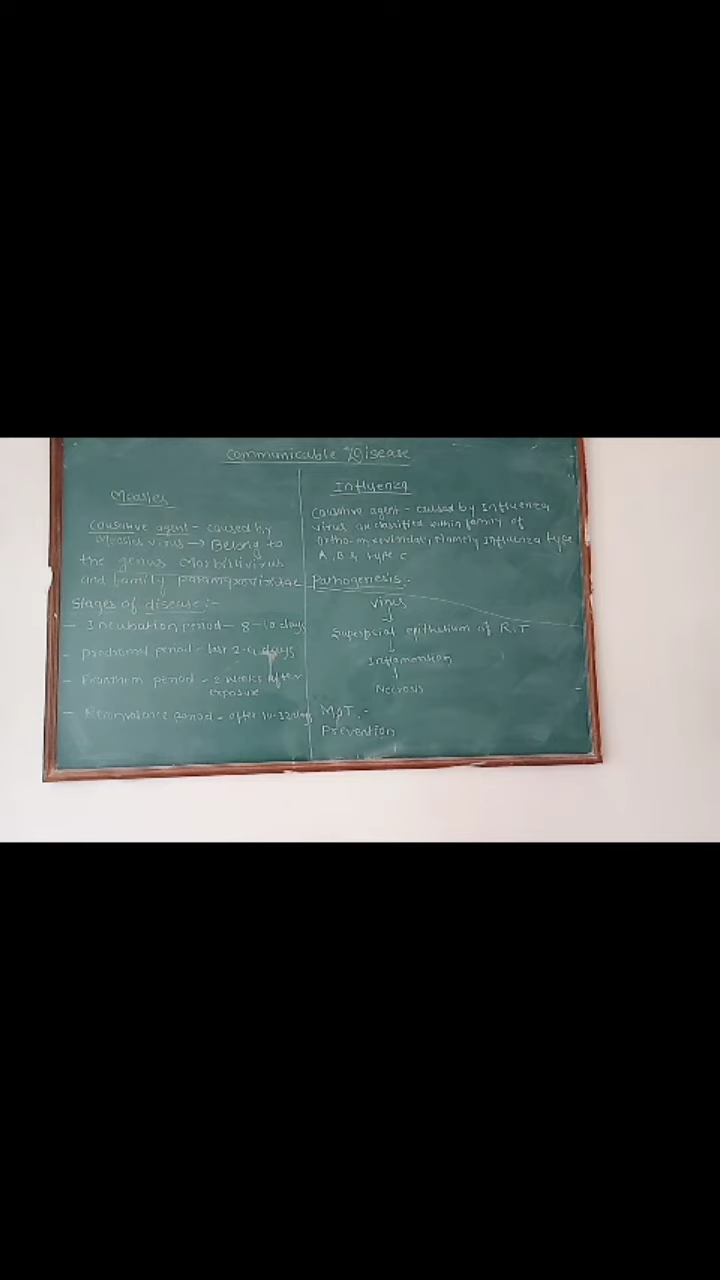 Communicable Disease
Measles
Causative agent - caused by
Measles virus → Belong to
the genus Morbillivirus
and family paramyxoviridae
Stages of disease :-
- Incubation period - 8-10 days
- Prodromal period - last 2-4 days
- Exanthem period - 2 weeks after
exposure
- period - after 10-12 days
Influenza
Causative agent - caused by Influenza
virus classified within family of
Ortho-myxoviridae, Namely Influenza type
A, B & type C
Pathogenesis :-
virus
↓
Superficial epithelium of R.T
↓
Inflammation
↓
Necrosis
MOT :-
Prevention